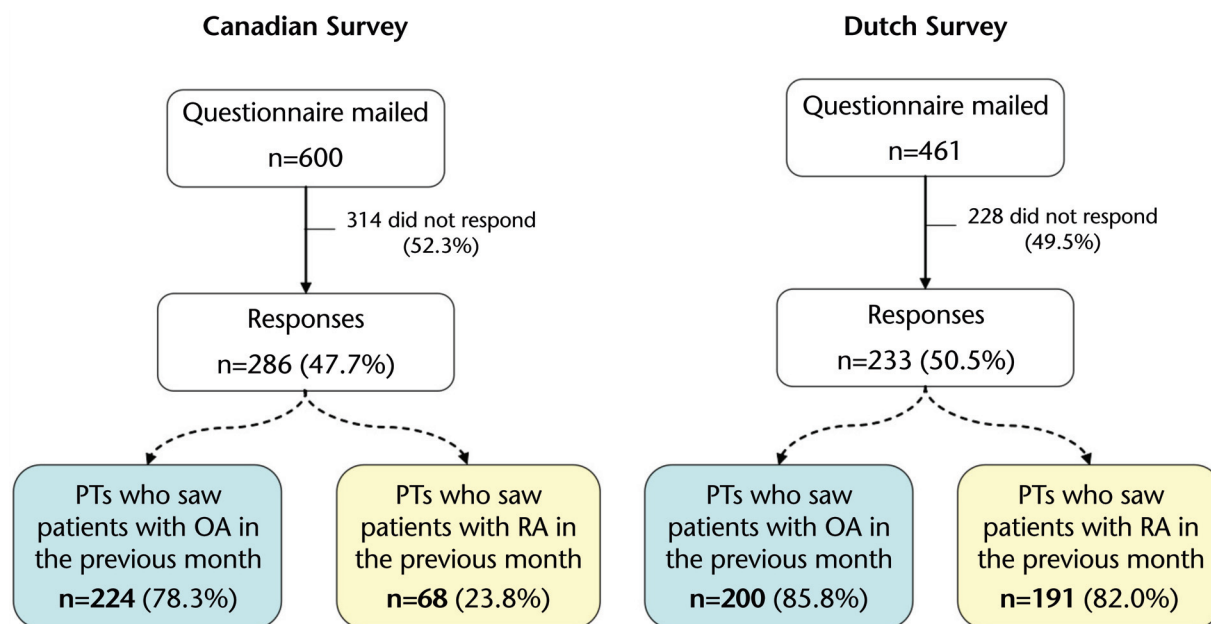 Canadian Survey
Questionnaire mailed
n=600
314 did not respond
(52.3%)
Responses
n=286 (47.7%)
PTs who saw
patients with OA in
the previous month
n=224 (78.3%)
PTs who saw
patients with RA in
the previous month
n=68 (23.8%)
Dutch Survey
Questionnaire mailed
n=461
228 did not respond
(49.5%)
Responses
n=233 (50.5%)
PTs who saw
patients with OA in
the previous month
n=200 (85.8%)
PTs who saw
patients with RA in
the previous month
n=191 (82.0%)